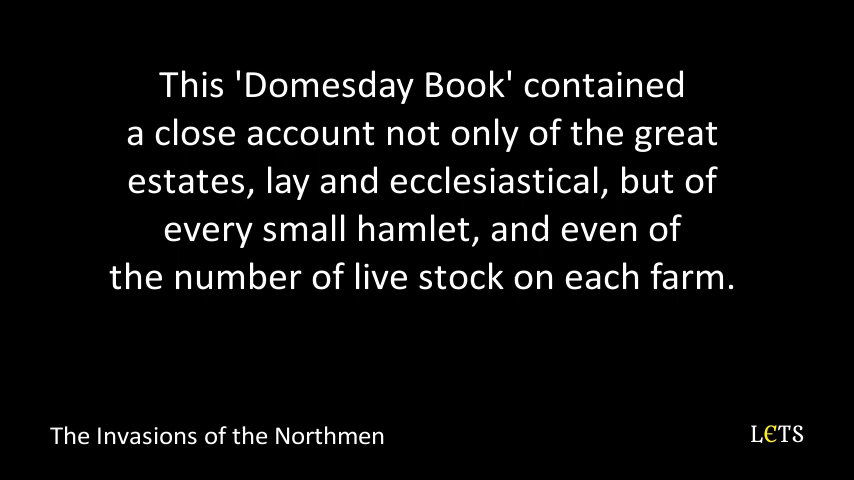 This 'Domesday Book' contained
a close account not only of the great
estates, lay and ecclesiastical, but of
every small hamlet, and even of
the number of live stock on each farm.
The Invasions of the Northmen
LЄTS